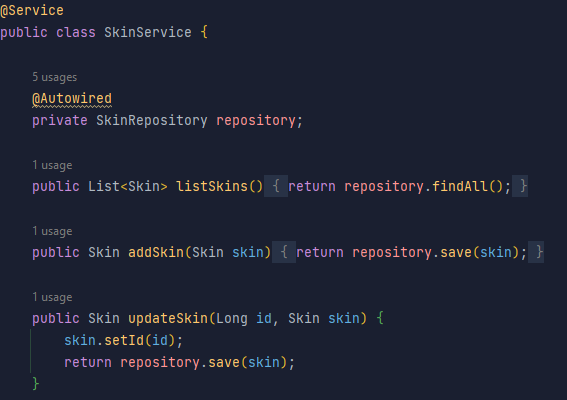 @Service
public class SkinService {
5 usages
@Autowired
private SkinRepository repository;
1 usage
public List<Skin> listSkins() { return repository.findAll(); }
1 usage
public Skin addSkin(Skin skin) { return repository.save(skin); }
1 usage
public Skin updateSkin(Long id, Skin skin) {
skin.setId(id);
return repository.save(skin);
}